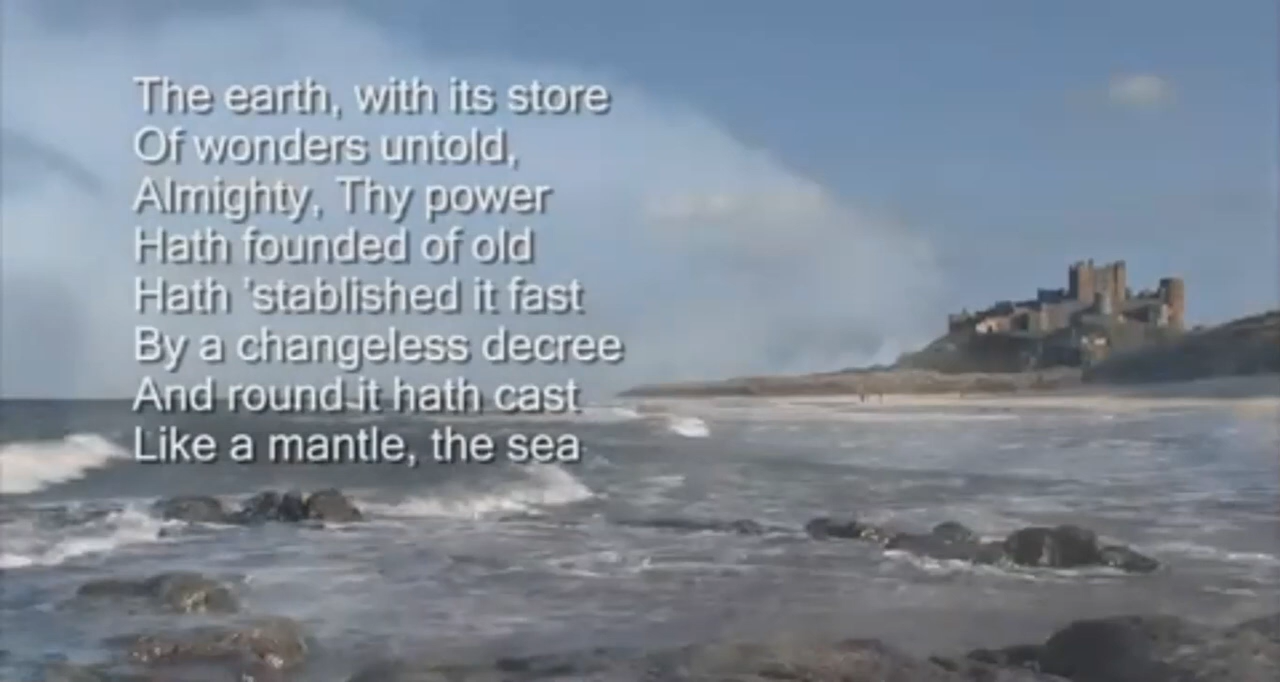 The earth, with its store
Of wonders untold,
Almighty, Thy power
Hath founded of old
Hath 'stablished it fast
By a changeless decree
And round it hath cast
Like a mantle, the sea